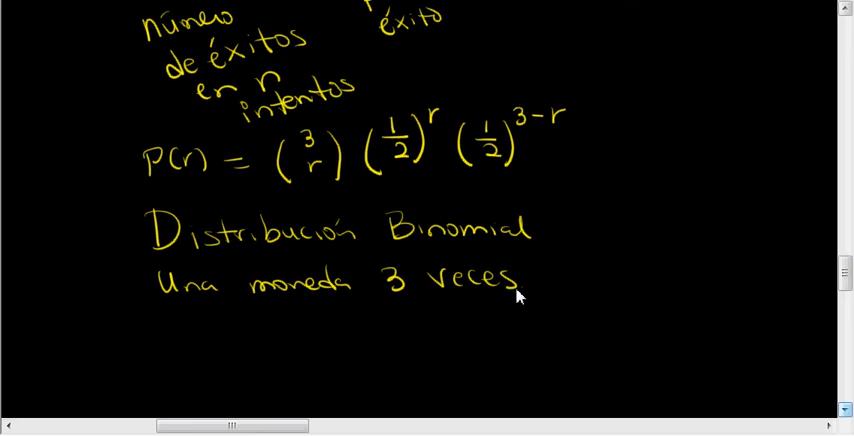 número
éxito
de éxitos
en r
intentos
P(r) = (3 r) (1/2)^r (1/2)^{3-r}
Distribución Binomial
Una moneda 3 veces